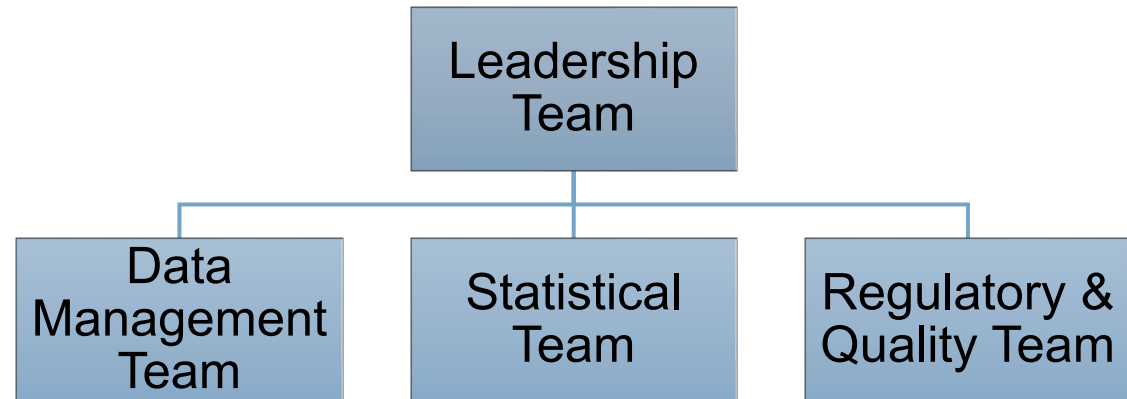 Leadership
Team
Data
Management
Team
Statistical
Team
Regulatory &
Quality Team